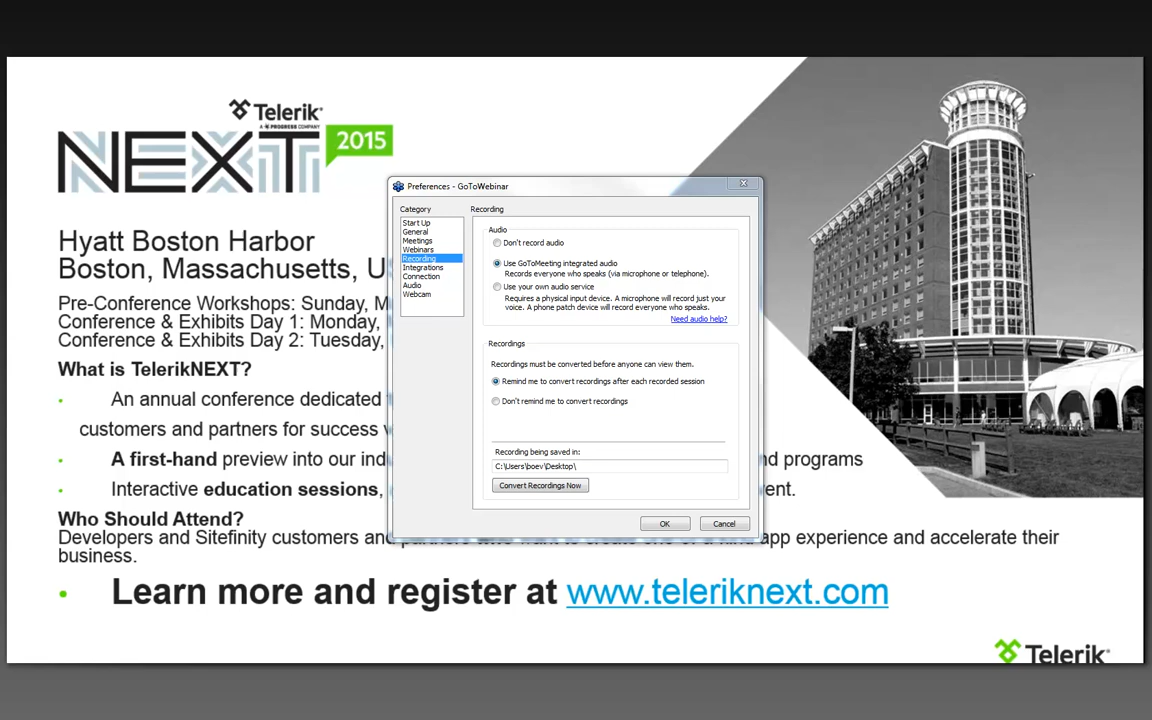 Telerik
A PROGRESS COMPANY
NEXT 2015
Hyatt Boston Harbor
Boston, Massachusetts, U
Pre-Conference Workshops: Sunday, M
Conference & Exhibits Day 1: Monday,
Conference & Exhibits Day 2: Tuesday,
What is TelerikNEXT?
• An annual conference dedicated
customers and partners for success
• A first-hand preview into our ind
nd programs
• Interactive education sessions,
ent.
Who Should Attend?
Developers and Sitefinity customers and
app experience and accelerate their
business.
• Learn more and register at www.teleriknext.com
Telerik
Preferences - GoToWebinar
Category
Start Up
General
Meetings
Webinars
Recording
Integrations
Connection
Audio
Webcam
Recording
Audio
Don't record audio
Use GoToMeeting integrated audio
Records everyone who speaks (via microphone or telephone).
Use your own audio service
Requires a physical input device. A microphone will record just your
voice. A phone patch device will record everyone who speaks.
Need audio help?
Recordings
Recordings must be converted before anyone can view them.
Remind me to convert recordings after each recorded session
Don't remind me to convert recordings
Recording being saved in:
C:\Users\boev\Desktop\
Convert Recordings Now
OK
Cancel